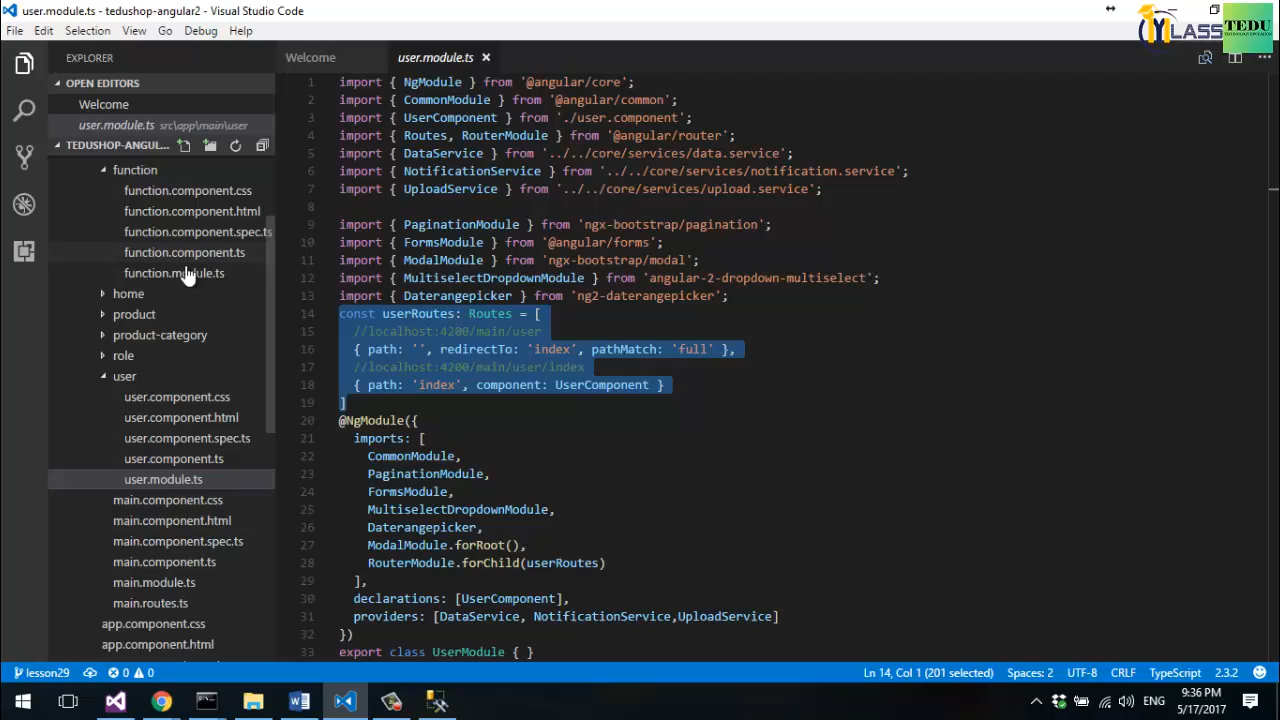 user.module.ts - tedushop-angular2 - Visual Studio Code
File Edit Selection View Go Debug Help
CLASS
TEDU
EXPLORER
OPEN EDITORS
Welcome
user.module.ts src\app\main\user
TEDUSHOP-ANGUL...
function
function.component.css
function.component.html
function.component.spec.ts
function.component.ts
function.module.ts
home
product
product-category
role
user
user.component.css
user.component.html
user.component.spec.ts
user.component.ts
user.module.ts
main.component.css
main.component.html
main.component.spec.ts
main.component.ts
main.module.ts
main.routes.ts
app.component.css
app.component.html
Welcome user.module.ts
1 import { NgModule } from '@angular/core';
2 import { CommonModule } from '@angular/common';
3 import { UserComponent } from './user.component';
4 import { Routes, RouterModule } from '@angular/router';
5 import { DataService } from '../../core/services/data.service';
6 import { NotificationService } from '../../core/services/notification.service';
7 import { UploadService } from '../../core/services/upload.service';
8
9 import { PaginationModule } from 'ngx-bootstrap/pagination';
10 import { FormsModule } from '@angular/forms';
11 import { ModalModule } from 'ngx-bootstrap/modal';
12 import { MultiselectDropdownModule } from 'angular-2-dropdown-multiselect';
13 import { Daterangepicker } from 'ng2-daterangepicker';
14 const userRoutes: Routes = [
15 //localhost:4200/main/user
16 { path: '', redirectTo: 'index', pathMatch: 'full' },
17 //localhost:4200/main/user/index
18 { path: 'index', component: UserComponent }
19 ]
20 @NgModule({
21 imports: [
22 CommonModule,
23 PaginationModule,
24 FormsModule,
25 MultiselectDropdownModule,
26 Daterangepicker,
27 ModalModule.forRoot(),
28 RouterModule.forChild(userRoutes)
29 ],
30 declarations: [UserComponent],
31 providers: [DataService, NotificationService,UploadService]
32 })
33 export class UserModule { }
lesson29 0 0 Ln 14, Col 1 (201 selected) Spaces: 2 UTF-8 CRLF TypeScript 2.3.2
ENG
9:36 PM
5/17/2017